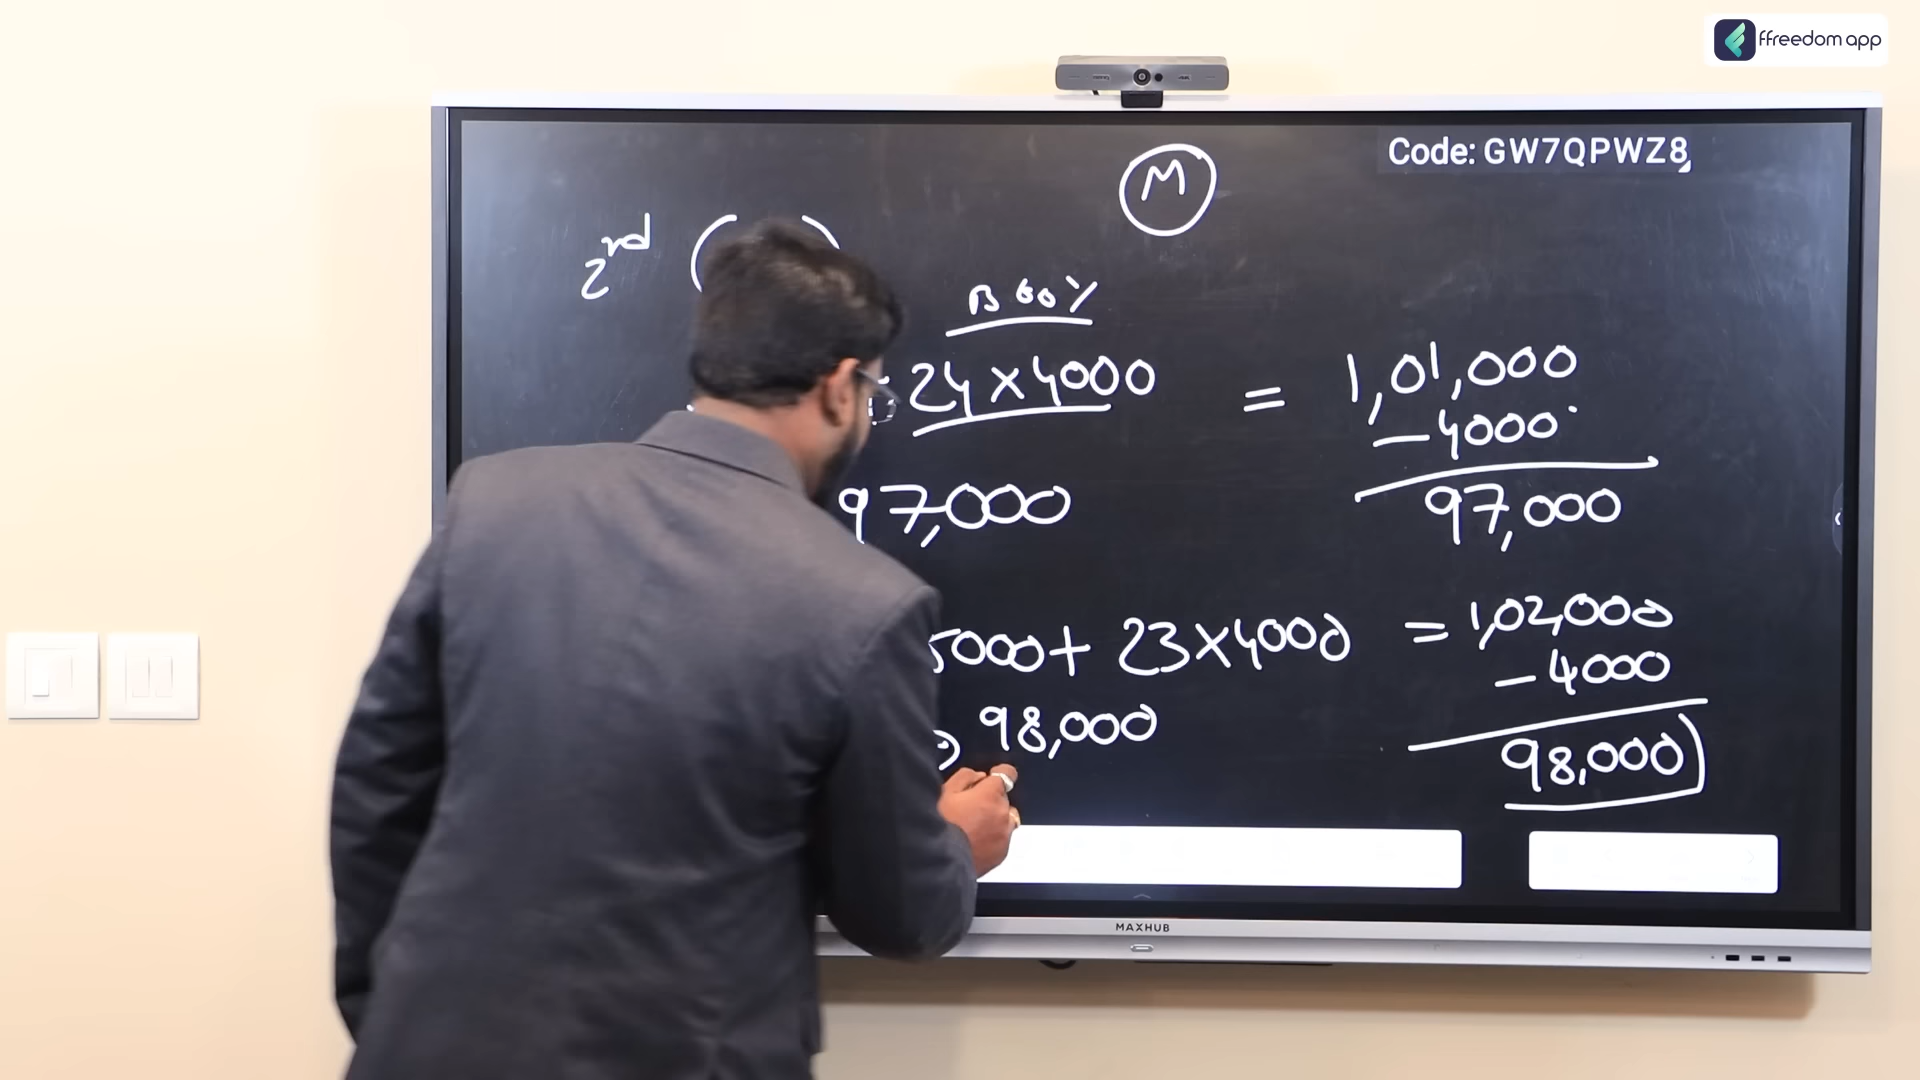 ffreedom app
Code: GW7QPWZ8
M
2nd (    )
B 60%
24 × 4000 = 1,01,000
- 4000
97,000 97,000
5000 + 23 × 4000 = 1,02,000
- 4000
98,000 98,000
MAXHUB